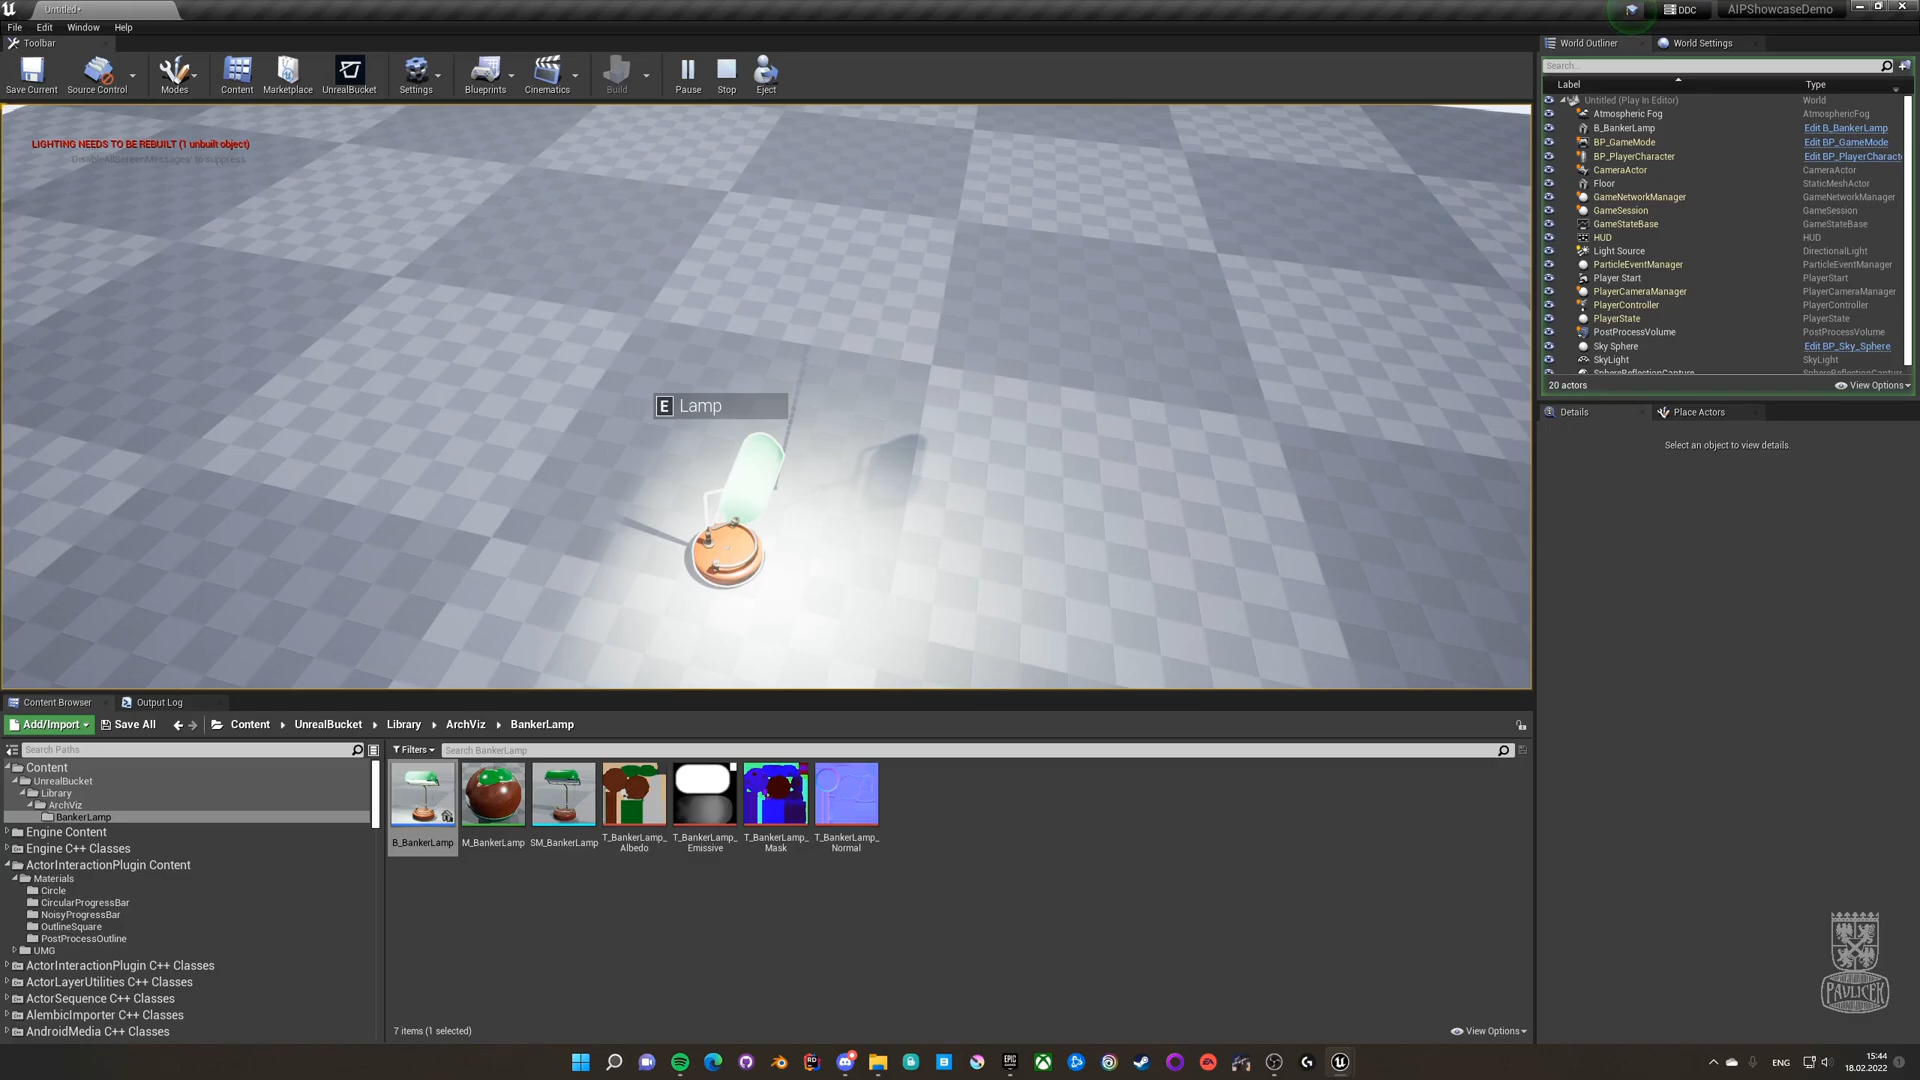 Untitled*
DDC
AIPShowcaseDemo
File
Edit
Window
Help
Toolbar
Save Current
Source Control
Modes
Content
Marketplace
UnrealBucket
Settings
Blueprints
Cinematics
Build
Pause
Stop
Eject
LIGHTING NEEDS TO BE REBUILT (1 unbuilt object)
'DisableAllScreenMessages' to suppress
E Lamp
World Outliner
World Settings
Search...
Label
Type
Untitled (Play In Editor)
World
Atmospheric Fog
AtmosphericFog
B_BankerLamp
Edit B_BankerLamp
BP_GameMode
Edit BP_GameMode
BP_PlayerCharacter
Edit BP_PlayerCharact
CameraActor
CameraActor
Floor
StaticMeshActor
GameNetworkManager
GameNetworkManager
GameSession
GameSession
GameStateBase
GameStateBase
HUD
HUD
Light Source
DirectionalLight
ParticleEventManager
ParticleEventManager
Player Start
PlayerStart
PlayerCameraManager
PlayerCameraManager
PlayerController
PlayerController
PlayerState
PlayerState
PostProcessVolume
PostProcessVolume
Sky Sphere
Edit BP_Sky_Sphere
SkyLight
SkyLight
SphereReflectionCapture
SphereReflectionCapture
20 actors
View Options
Details
Place Actors
Select an object to view details.
Content Browser
Output Log
Add/Import
Save All
Content
UnrealBucket
Library
ArchViz
BankerLamp
Search Paths
Filters
Search BankerLamp
Content
UnrealBucket
Library
ArchViz
BankerLamp
Engine Content
Engine C++ Classes
ActorInteractionPlugin Content
Materials
Circle
CircularProgressBar
NoisyProgressBar
OutlineSquare
PostProcessOutline
UMG
ActorInteractionPlugin C++ Classes
ActorLayerUtilities C++ Classes
ActorSequence C++ Classes
AlembicImporter C++ Classes
AndroidMedia C++ Classes
B_BankerLamp
M_BankerLamp
SM_BankerLamp
T_BankerLamp_
Albedo
T_BankerLamp_
Emissive
T_BankerLamp_
Mask
T_BankerLamp_
Normal
7 items (1 selected)
View Options
PAVLICEK
RD
EPIC
EA
ENG
15:44
18.02.2022
1